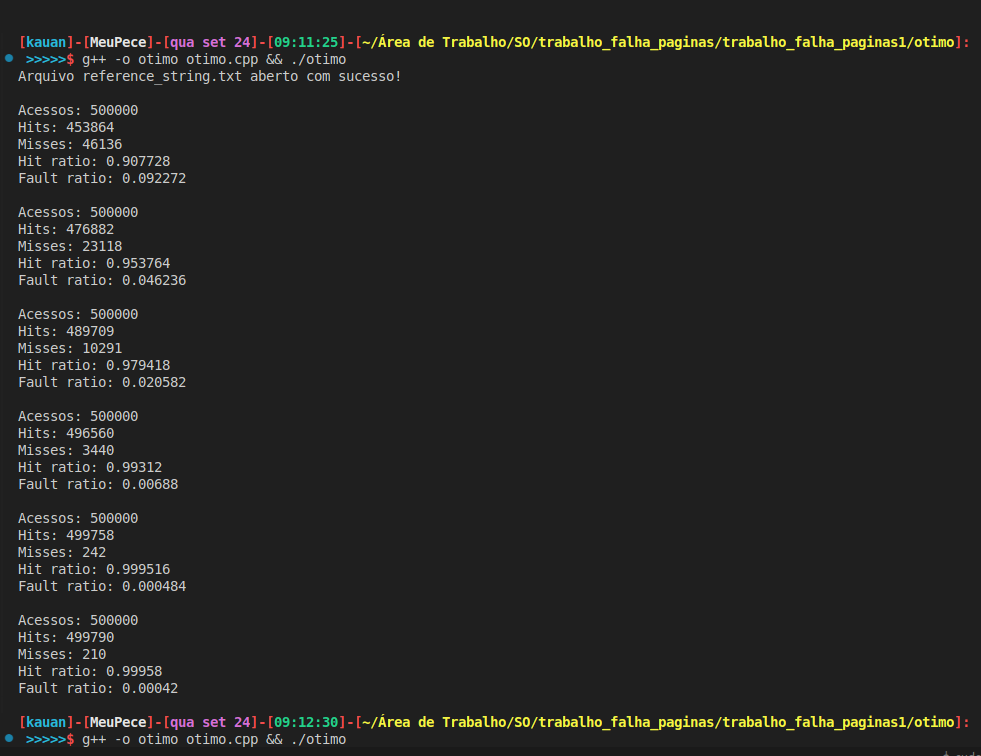 [kauan]-[MeuPece]-[qua set 24]-[09:11:25]-[~/Área de Trabalho/SO/trabalho_falha_paginas/trabalho_falha_paginas1/otimo]:
>>>>>$ g++ -o otimo otimo.cpp && ./otimo
Arquivo reference_string.txt aberto com sucesso!
Acessos: 500000
Hits: 453864
Misses: 46136
Hit ratio: 0.907728
Fault ratio: 0.092272
Acessos: 500000
Hits: 476882
Misses: 23118
Hit ratio: 0.953764
Fault ratio: 0.046236
Acessos: 500000
Hits: 489709
Misses: 10291
Hit ratio: 0.979418
Fault ratio: 0.020582
Acessos: 500000
Hits: 496560
Misses: 3440
Hit ratio: 0.99312
Fault ratio: 0.00688
Acessos: 500000
Hits: 499758
Misses: 242
Hit ratio: 0.999516
Fault ratio: 0.000484
Acessos: 500000
Hits: 499790
Misses: 210
Hit ratio: 0.99958
Fault ratio: 0.00042
[kauan]-[MeuPece]-[qua set 24]-[09:12:30]-[~/Área de Trabalho/SO/trabalho_falha_paginas/trabalho_falha_paginas1/otimo]:
>>>>>$ g++ -o otimo otimo.cpp && ./otimo